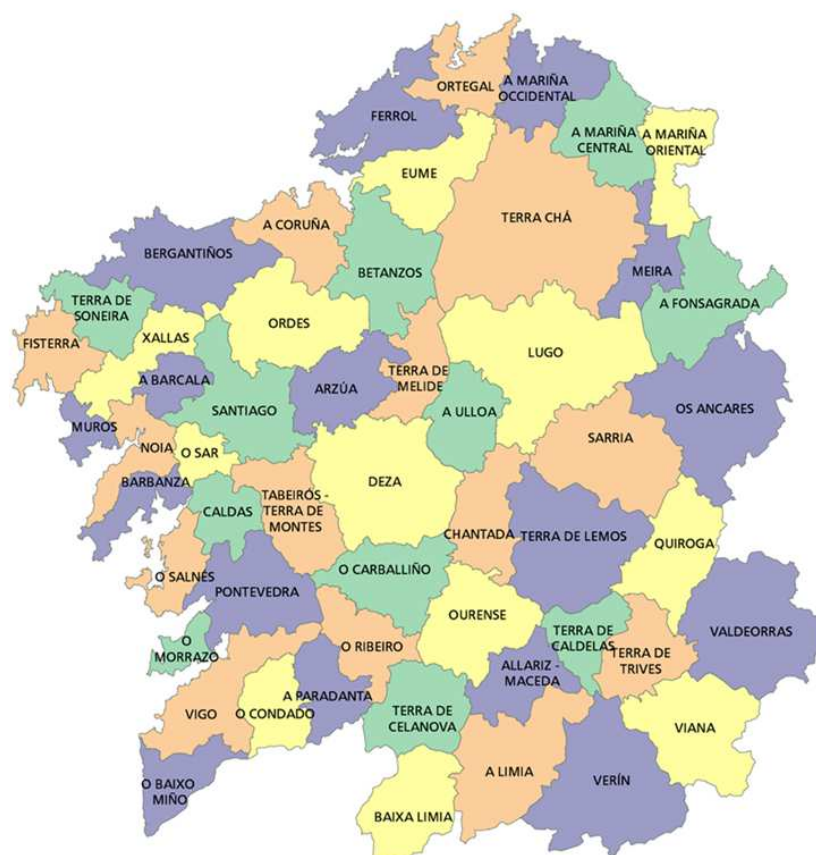 ORTEGAL
A MARIÑA
OCCIDENTAL
FERROL
A MARIÑA
CENTRAL
A MARIÑA
ORIENTAL
EUME
TERRA CHÁ
A CORUÑA
BERGANTIÑOS
BETANZOS
MEIRA
A FONSAGRADA
TERRA DE
SONEIRA
ORDES
XALLAS
FISTERRA
LUGO
A BARCALA
ARZÚA
TERRA DE
MELIDE
SANTIAGO
A ULLOA
OS ANCARES
MUROS
SARRIA
NOIA
O SAR
BARBANZA
DEZA
CALDAS
TABEIRÓS -
TERRA DE
MONTES
CHANTADA
TERRA DE LEMOS
QUIROGA
O SALNÉS
PONTEVEDRA
O CARBALLIÑO
OURENSE
O
MORRAZO
O RIBEIRO
TERRA DE
CALDELAS
TERRA DE
TRIVES
VALDEORRAS
ALLARIZ -
MACEDA
A PARADANTA
VIGO
O CONDADO
TERRA DE
CELANOVA
VIANA
O BAIXO
MIÑO
A LIMIA
VERÍN
BAIXA LIMIA